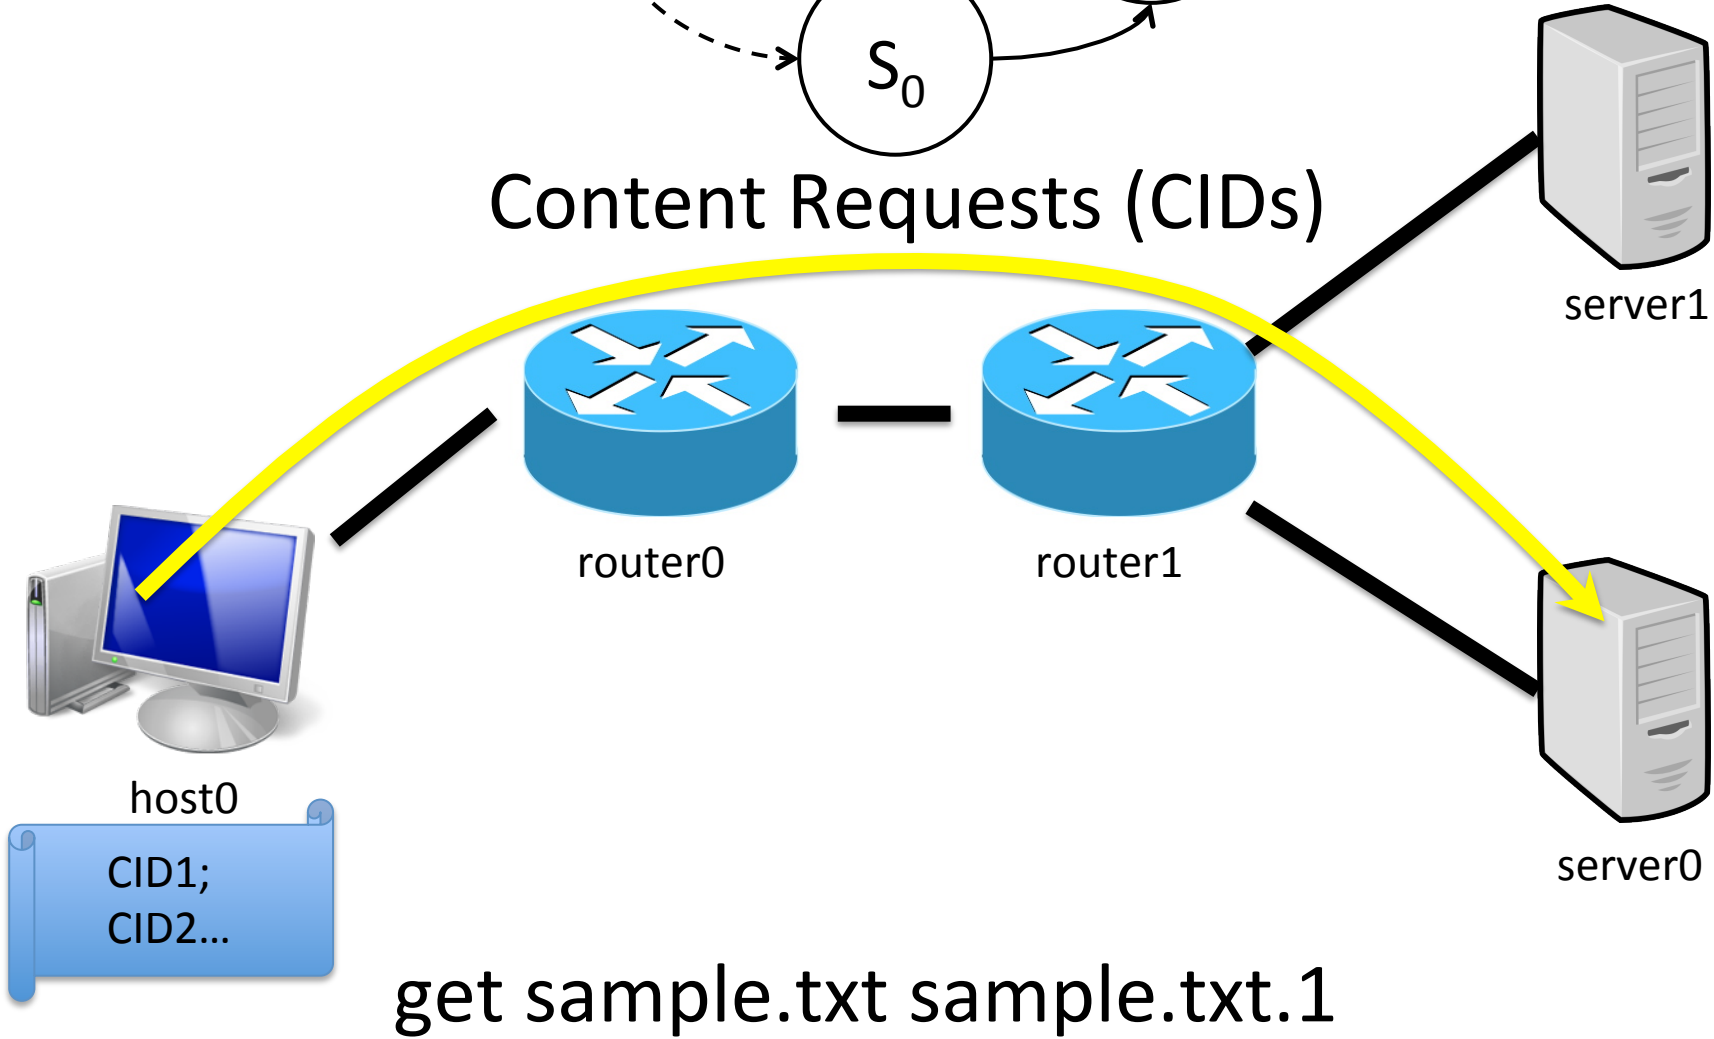 S0
Content Requests (CIDs)
server1
router0
router1
host0
CID1;
CID2...
server0
get sample.txt sample.txt.1